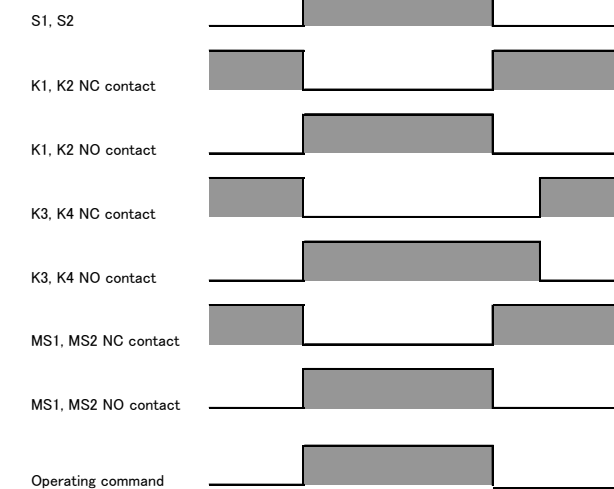 S1, S2
K1, K2 NC contact
K1, K2 NO contact
K3, K4 NC contact
K3, K4 NO contact
MS1, MS2 NC contact
MS1, MS2 NO contact
Operating command